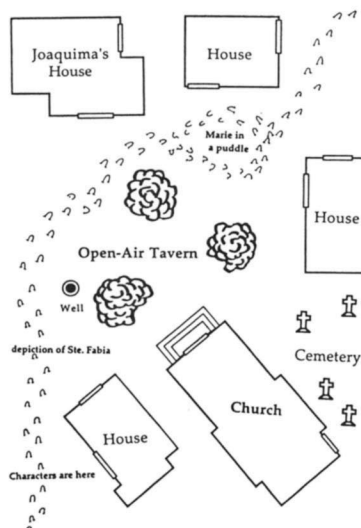 Joaquima's
House
House
Marie in
a puddle
House
Open-Air Tavern
Well
depiction of Ste. Fabia
Cemetery
Church
House
Characters are here